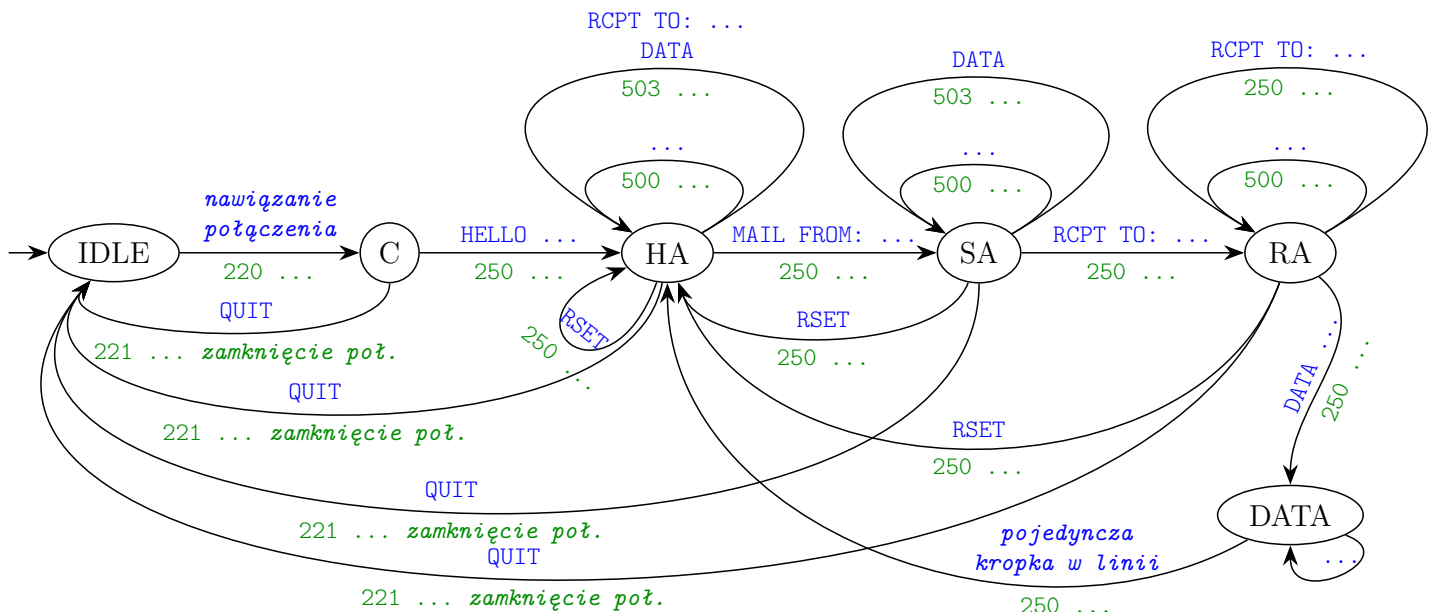 RCPT TO: ...
DATA
503 ...
...
500 ...
DATA
503 ...
...
500 ...
RCPT TO: ...
250 ...
...
500 ...
IDLE
nawiązanie
połączenia
220 ...
C
HELLO ...
250 ...
HA
MAIL FROM: ...
250 ...
SA
RCPT TO: ...
250 ...
RA
QUIT
221 ... zamknięcie poł.
RSET
250 ...
RSET
250 ...
DATA ...
250 ...
QUIT
221 ... zamknięcie poł.
RSET
250 ...
QUIT
221 ... zamknięcie poł.
DATA
...
QUIT
221 ... zamknięcie poł.
pojedyncza
kropka w linii
250 ...